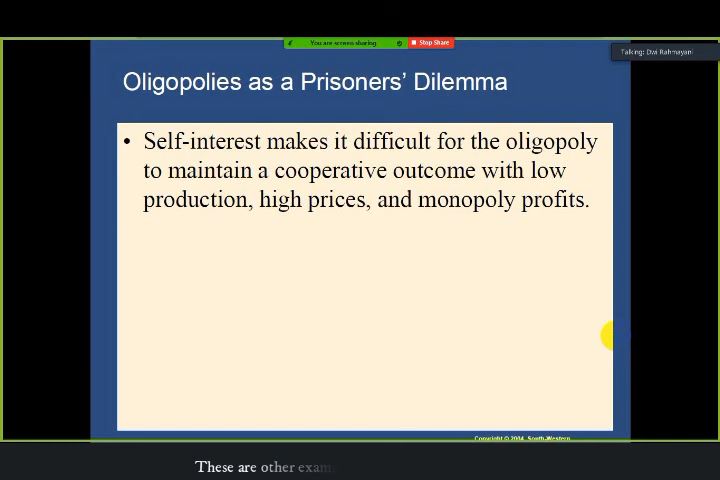 You are screen sharing
Stop Share
Talking: Dwi Rahmayani
Oligopolies as a Prisoners' Dilemma
• Self-interest makes it difficult for the oligopoly
to maintain a cooperative outcome with low
production, high prices, and monopoly profits.
Copyright © 2004 South-Western
These are other exam